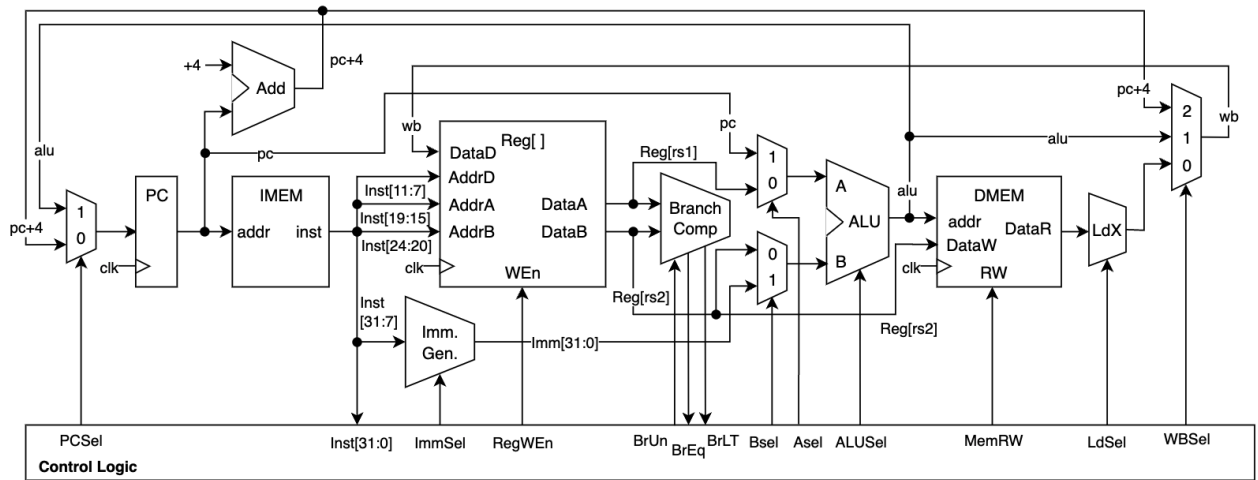 pc+4
+4
Add
pc+4
alu
wb
pc
pc
PC
clk
1
0
pc+4
IMEM
addr
inst
Reg[ ]
DataD
AddrD
AddrA
AddrB
DataA
DataB
clk
WEn
Inst[11:7]
Inst[19:15]
Inst[24:20]
Inst
[31:7]
Imm.
Gen.
Imm[31:0]
Reg[rs1]
Reg[rs2]
Branch
Comp
1
0
0
1
A
B
ALU
alu
DMEM
addr
DataW
DataR
clk
RW
Reg[rs2]
LdX
alu
2
1
0
wb
PCSel
Inst[31:0]
ImmSel
RegWEn
BrUn
BrEq
BrLT
Bsel
Asel
ALUSel
MemRW
LdSel
WBSel
Control Logic